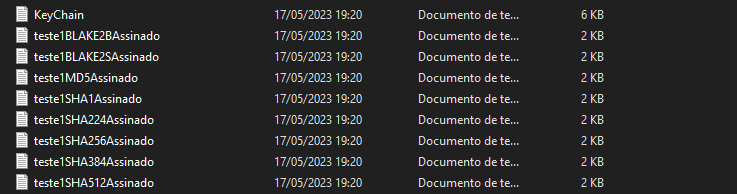 KeyChain 17/05/2023 19:20 Documento de te... 6 KB
teste1BLAKE2BAssinado 17/05/2023 19:20 Documento de te... 2 KB
teste1BLAKE2SAssinado 17/05/2023 19:20 Documento de te... 2 KB
teste1MD5Assinado 17/05/2023 19:20 Documento de te... 2 KB
teste1SHA1Assinado 17/05/2023 19:20 Documento de te... 2 KB
teste1SHA224Assinado 17/05/2023 19:20 Documento de te... 2 KB
teste1SHA256Assinado 17/05/2023 19:20 Documento de te... 2 KB
teste1SHA384Assinado 17/05/2023 19:20 Documento de te... 2 KB
teste1SHA512Assinado 17/05/2023 19:20 Documento de te... 2 KB